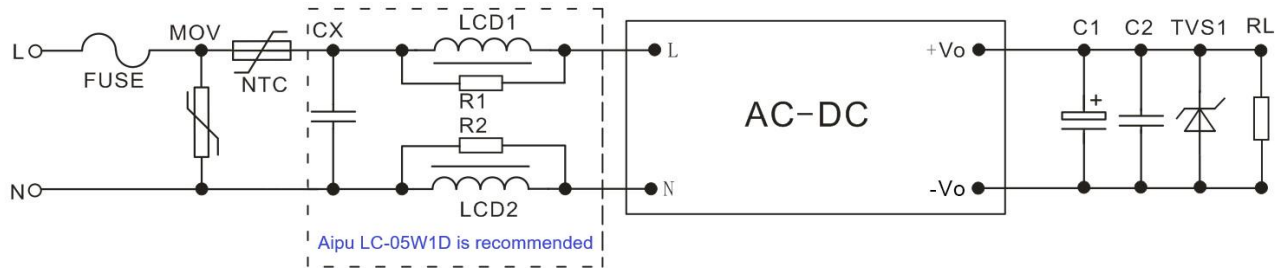 L
FUSE
MOV
NTC
CX
LCD1
R1
R2
LCD2
N
Aipu LC-05W1D is recommended
L
N
AC-DC
+Vo
-Vo
C1
+
C2
TVS1
RL